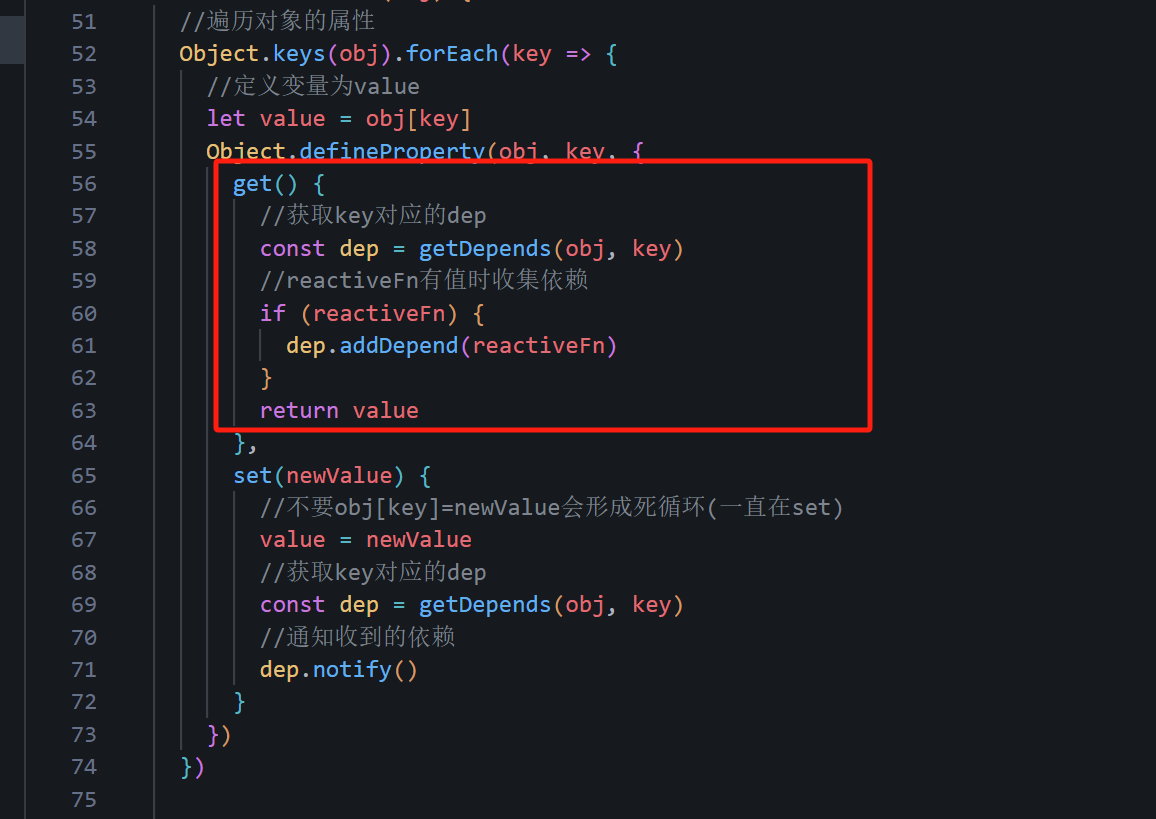 51 //遍历对象的属性
52 Object.keys(obj).forEach(key => {
53 //定义变量为value
54 let value = obj[key]
55 Object.defineProperty(obj, key, {
56 get() {
57 //获取key对应的dep
58 const dep = getDepends(obj, key)
59 //reactiveFn有值时收集依赖
60 if (reactiveFn) {
61 dep.addDepend(reactiveFn)
62 }
63 return value
64 },
65 set(newValue) {
66 //不要obj[key]=newValue会形成死循环(一直在set)
67 value = newValue
68 //获取key对应的dep
69 const dep = getDepends(obj, key)
70 //通知收到的依赖
71 dep.notify()
72 }
73 })
74 })
75